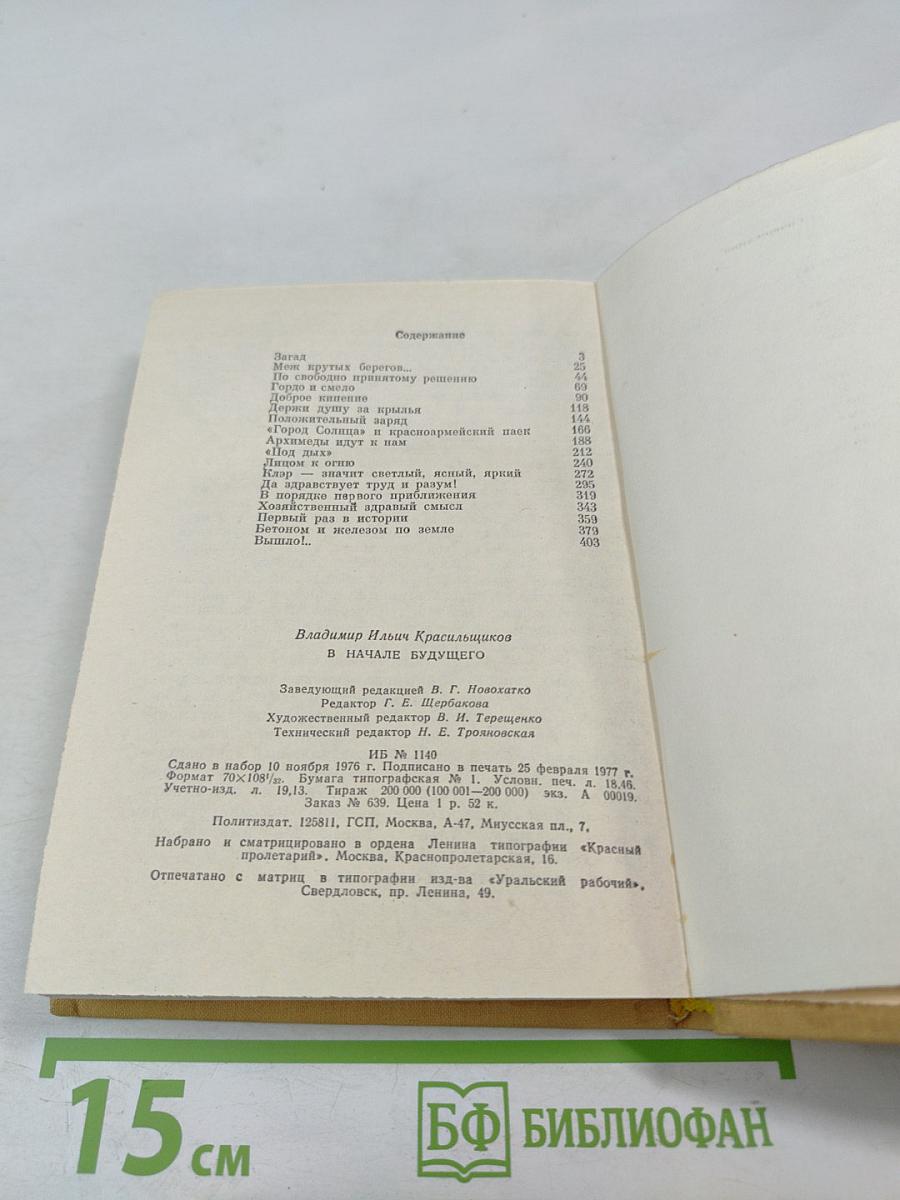 Содержание
Загад 3
Меж крутых берегов... 25
По свободно принятому решению 44
Гордо и смело 69
Доброе кипение 90
Держи душу за крылья 118
Положительный заряд 144
«Город Солнца» и красноармейский паек 166
Архимеды идут к нам 188
«Под дых» 212
Лицом к огню 240
Клэр — значит светлый, ясный, яркий 272
Да здравствует труд и разум! 295
В порядке первого приближения 319
Хозяйственный здравый смысл 343
Первый раз в истории 359
Бетоном и железом по земле 379
Вышло!.. 403
Владимир Ильич Красильщиков
В НАЧАЛЕ БУДУЩЕГО
Заведующий редакцией В. Г. Новохатко
Редактор Г. Е. Щербакова
Художественный редактор В. И. Терещенко
Технический редактор Н. Е. Трояновская
ИБ № 1140
Сдано в набор 10 ноября 1976 г. Подписано в печать 25 февраля 1977 г.
Формат 70×108¹/₃₂. Бумага типографская № 1. Условн. печ. л. 18,46.
Учетно-изд. л. 19,13. Тираж 200 000 (100 001—200 000) экз. А 00019.
Заказ № 639. Цена 1 р. 52 к.
Политиздат. 125811, ГСП, Москва, А-47, Миусская пл., 7.
Набрано и сматрицировано в ордена Ленина типографии «Красный
пролетарий». Москва, Краснопролетарская, 16.
Отпечатано с матриц в типографии изд-ва «Уральский рабочий»,
Свердловск, пр. Ленина, 49.
15 см
БФ БИБЛИОФАН